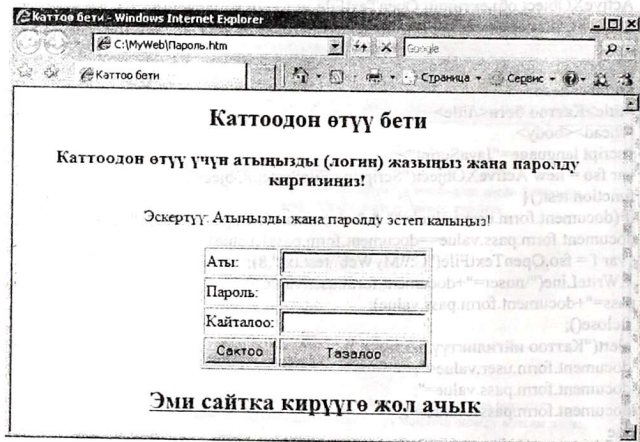 Каттоо бети - Windows Internet Explorer
C:\MyWeb\Пароль.htm
Google
Каттоо бети
Страница
Сервис
Каттоодон өтүү бети
Каттоодон өтүү үчүн атыңызды (логин) жазыңыз жана паролду
киргизиңиз!
Эскертүү: Атыңызды жана паролду эстеп калыңыз!
Аты:
Пароль:
Кайталоо:
Сактоо Тазалоо
Эми сайтка кирүүгө жол ачык